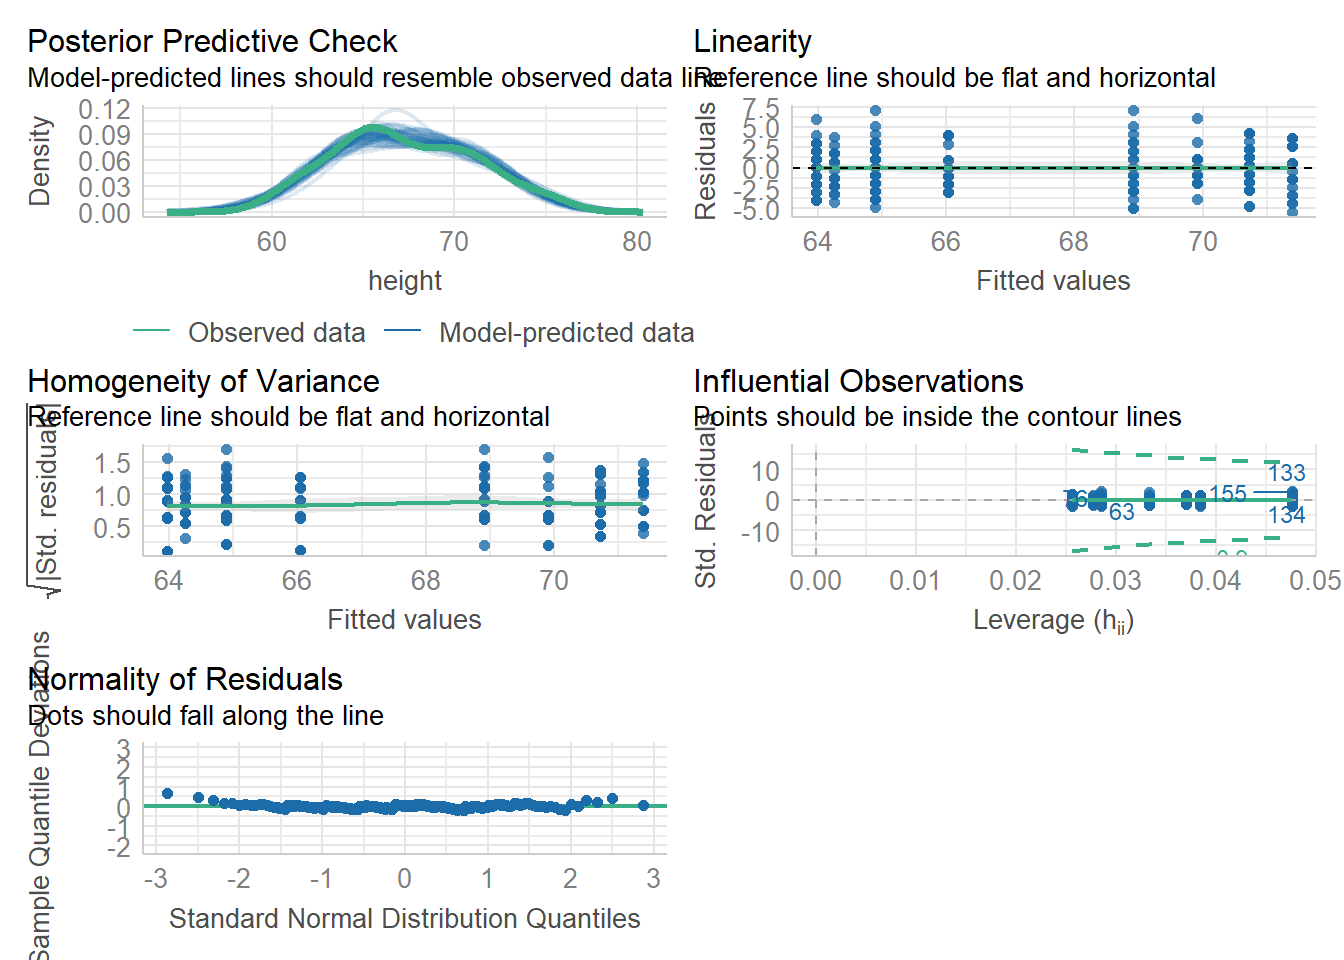 Posterior Predictive Check
Model-predicted lines should resemble observed data line
Density
0.12
0.09
0.06
0.03
0.00
60 70 80
height
Observed data Model-predicted data
Linearity
Reference line should be flat and horizontal
Residuals
7.5
5.0
2.5
0.0
-2.5
-5.0
64 66 68 70
Fitted values
Homogeneity of Variance
Reference line should be flat and horizontal
√|Std. residuals|
1.5
1.0
0.5
64 66 68 70
Fitted values
Influential Observations
Points should be inside the contour lines
Std. Residuals
10
0
-10
133
155
134
63
0.00 0.01 0.02 0.03 0.04 0.05
Leverage (hii)
Normality of Residuals
Dots should fall along the line
Sample Quantile Deviations
3
2
1
0
-1
-2
-3 -2 -1 0 1 2 3
Standard Normal Distribution Quantiles